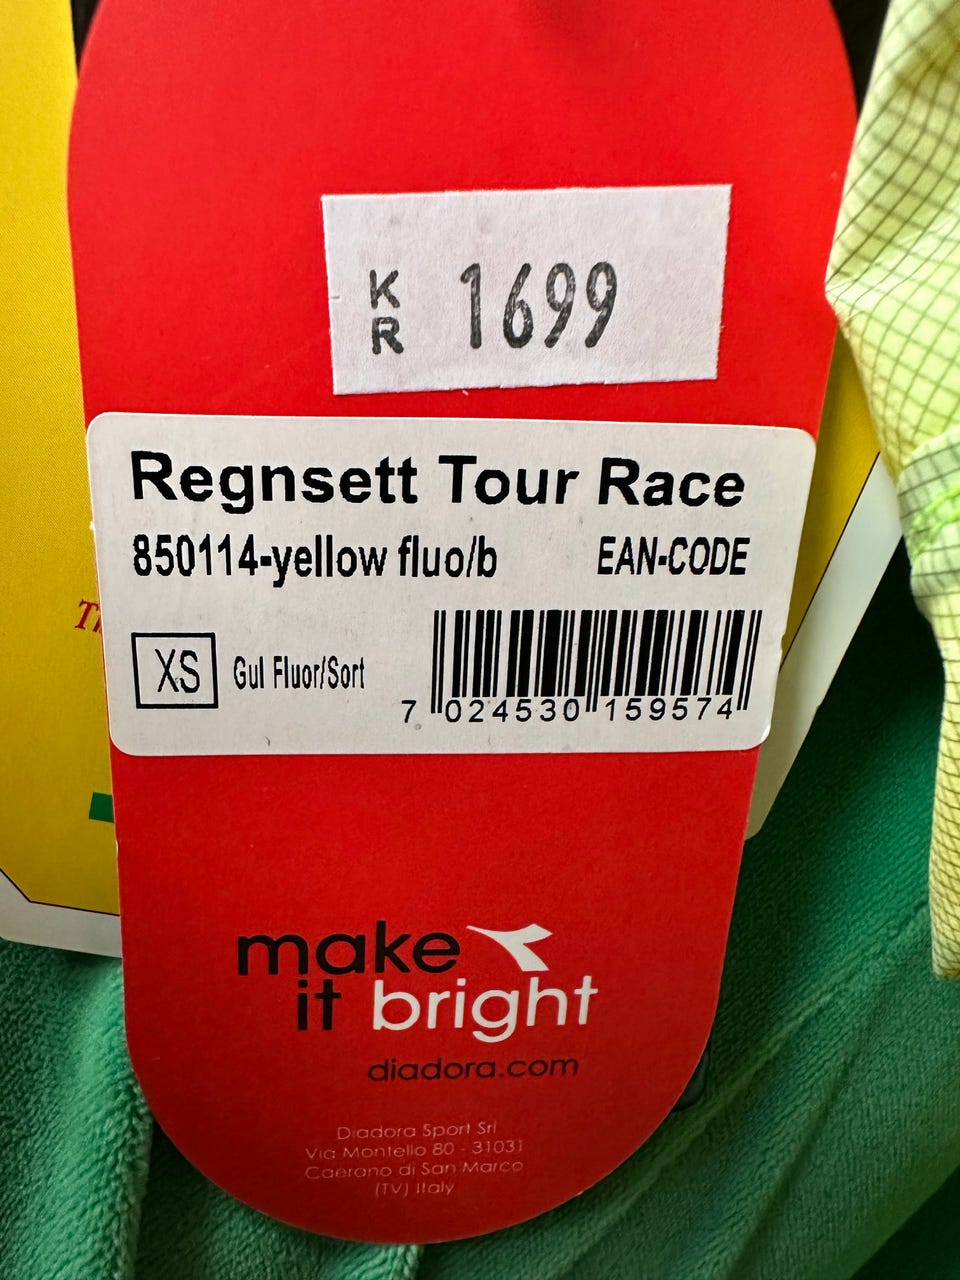 KR 1699
Regnsett Tour Race
850114-yellow fluo/b EAN-CODE
XS Gul Fluor/Sort
7 024530 159574
make
it bright
diadora.com
Diadora Sport Srl
Via Montello 80 - 31031
Caerano di San Marco
(TV) Italy